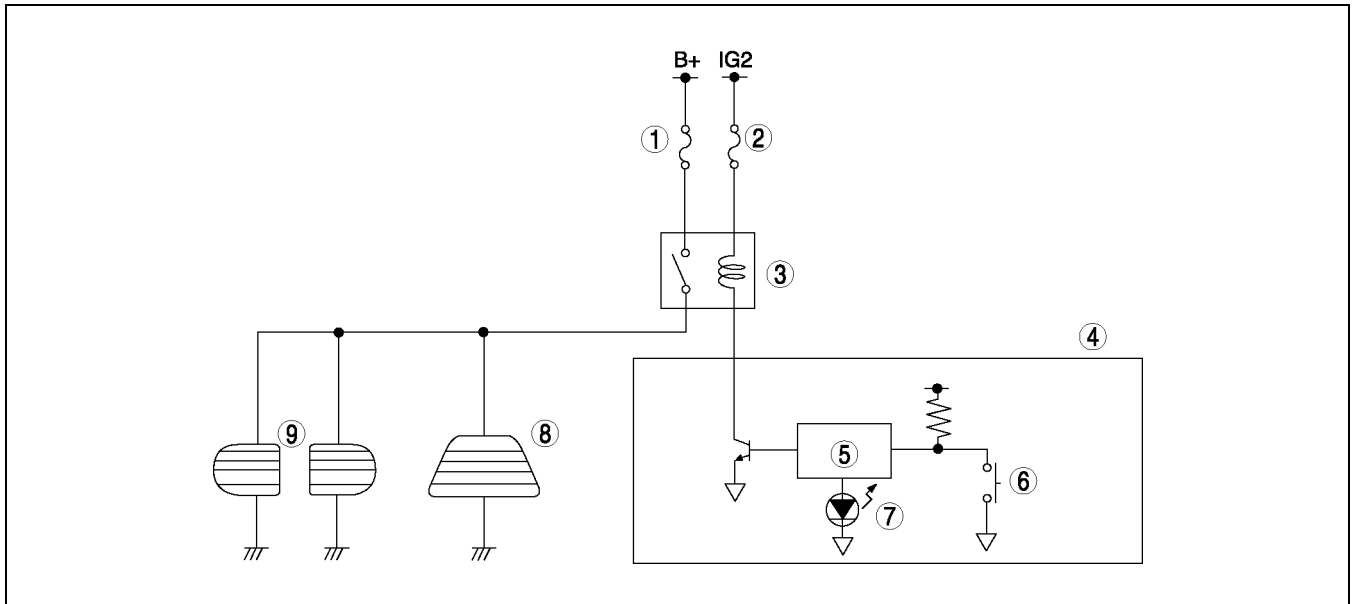 B+ IG2
① ②
③
④
⑨ ⑧ ⑤
⑥
⑦